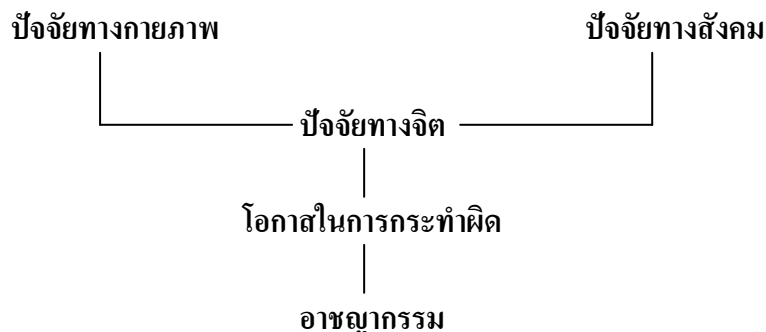 ปัจจัยทางกายภาพ ปัจจัยทางสังคม
ปัจจัยทางจิต
โอกาสในการกระทำผิด
อาชญากรรม